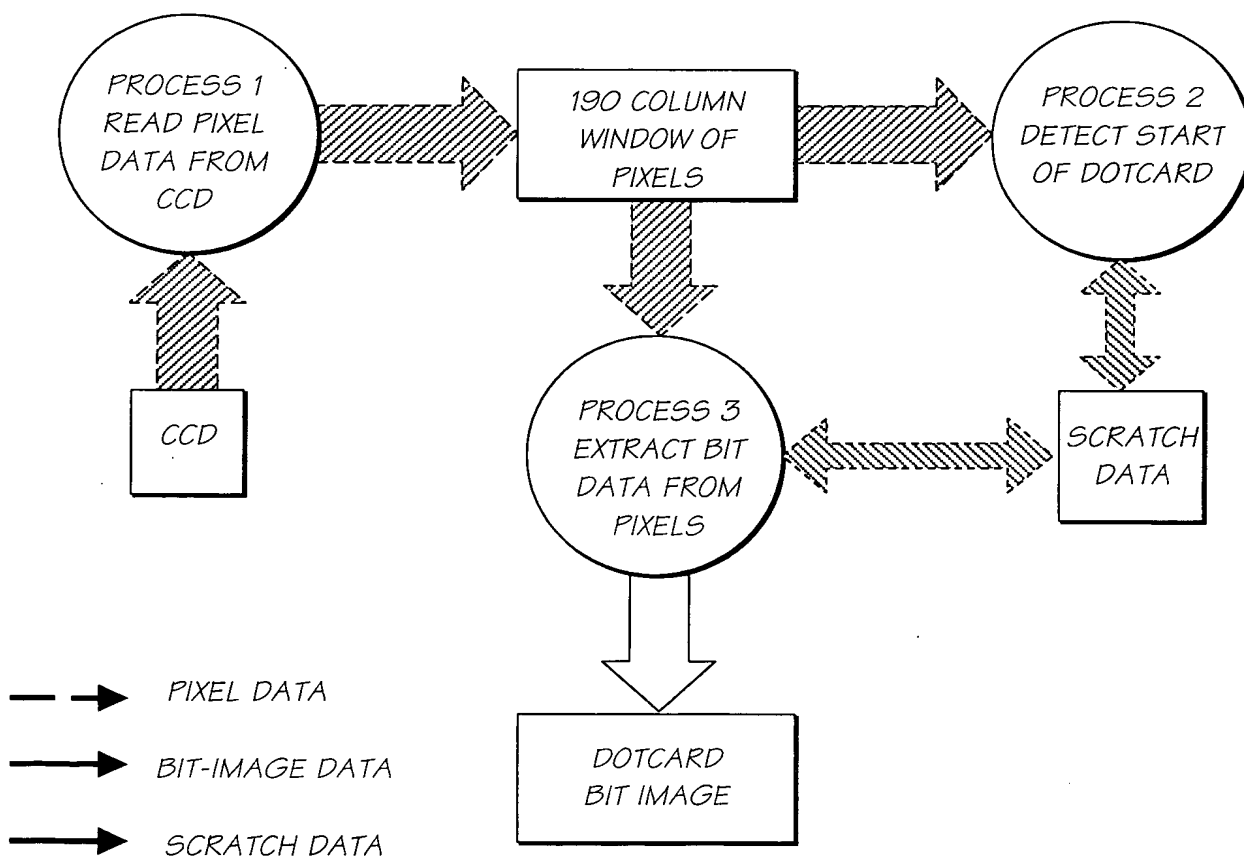 PROCESS 1
READ PIXEL
DATA FROM
CCD
190 COLUMN
WINDOW OF
PIXELS
PROCESS 2
DETECT START
OF DOTCARD
CCD
PROCESS 3
EXTRACT BIT
DATA FROM
PIXELS
SCRATCH
DATA
DOTCARD
BIT IMAGE
PIXEL DATA
BIT-IMAGE DATA
SCRATCH DATA